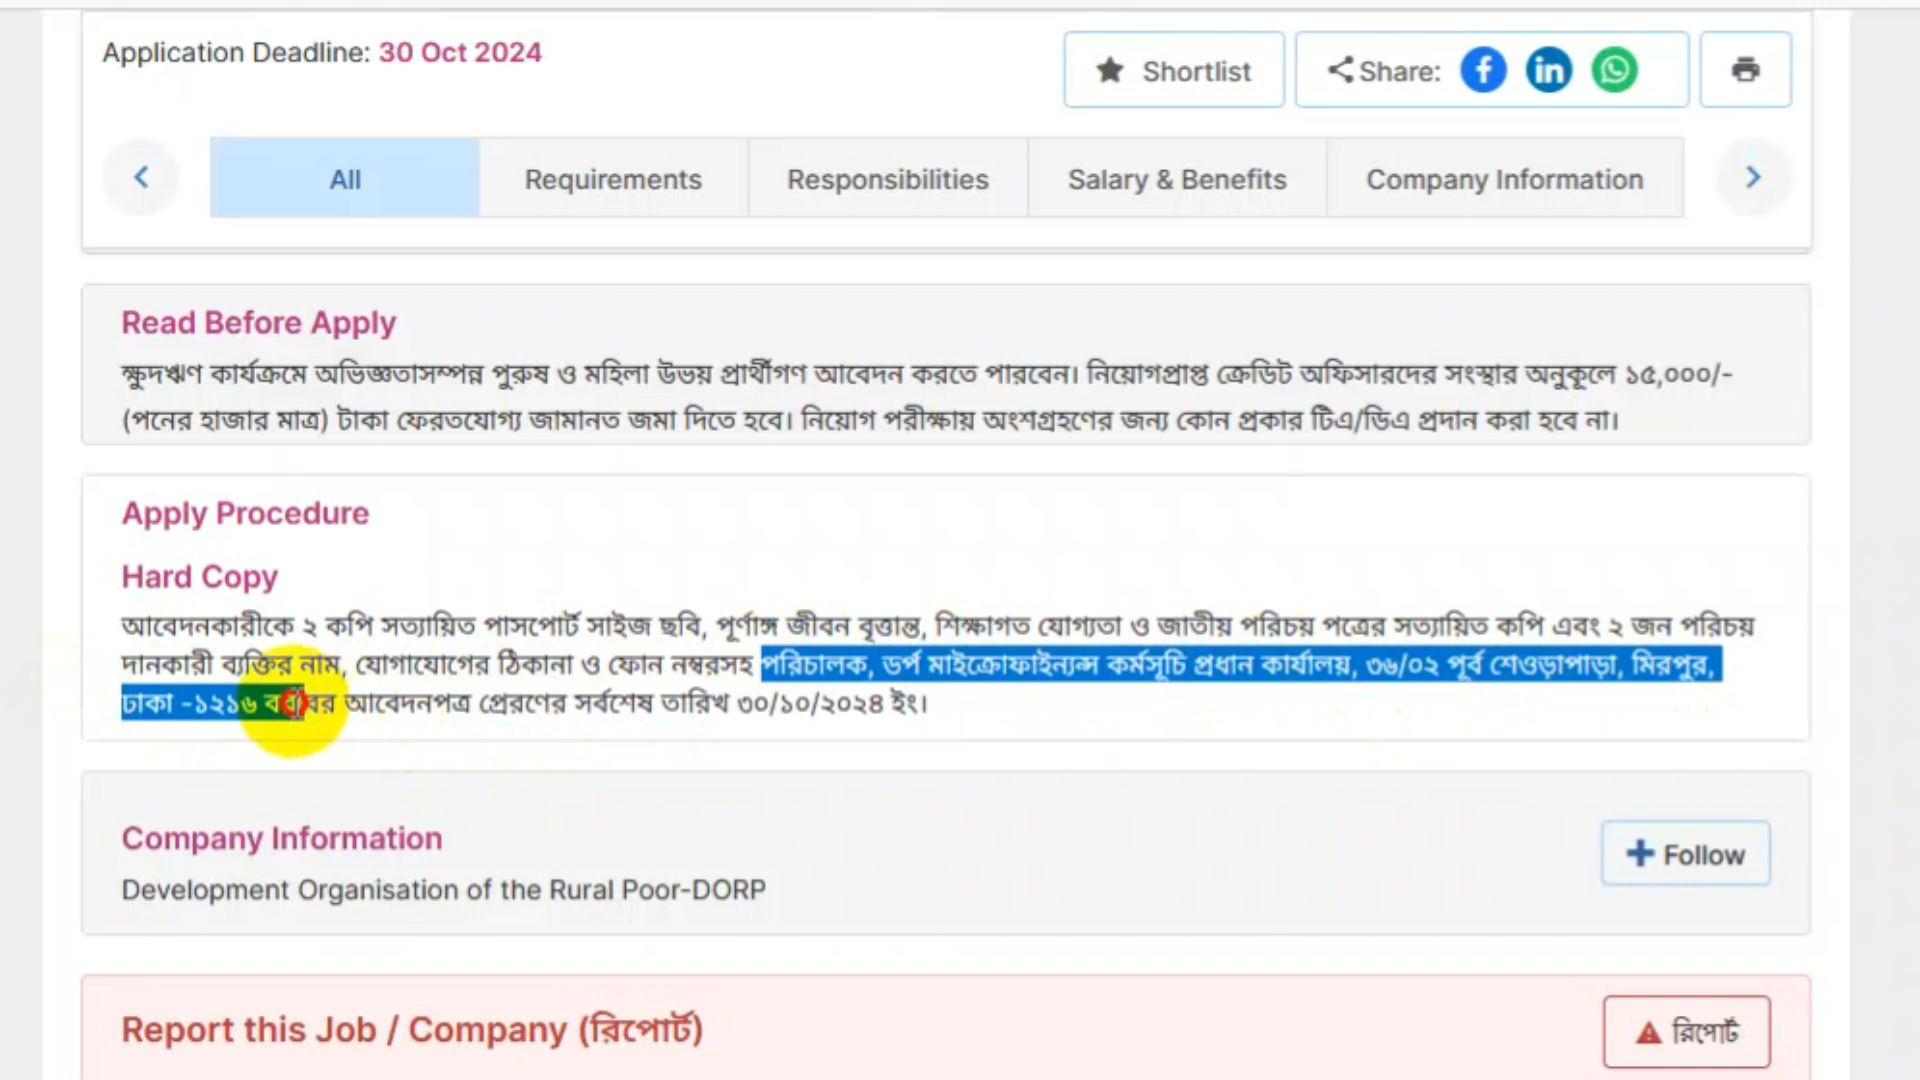 Application Deadline: 30 Oct 2024
Shortlist
Share:
All
Requirements
Responsibilities
Salary & Benefits
Company Information
Read Before Apply
ক্ষুদঋণ কার্যক্রমে অভিজ্ঞতাসম্পন্ন পুরুষ ও মহিলা উভয় প্রার্থীগণ আবেদন করতে পারবেন। নিয়োগপ্রাপ্ত ক্রেডিট অফিসারদের সংস্থার অনুকূলে ১৫,০০০/-
(পনের হাজার মাত্র) টাকা ফেরতযোগ্য জামানত জমা দিতে হবে। নিয়োগ পরীক্ষায় অংশগ্রহণের জন্য কোন প্রকার টিএ/ডিএ প্রদান করা হবে না।
Apply Procedure
Hard Copy
আবেদনকারীকে ২ কপি সত্যায়িত পাসপোর্ট সাইজ ছবি, পূর্ণাঙ্গ জীবন বৃত্তান্ত, শিক্ষাগত যোগ্যতা ও জাতীয় পরিচয় পত্রের সত্যায়িত কপি এবং ২ জন পরিচয়
দানকারী ব্যক্তির নাম, যোগাযোগের ঠিকানা ও ফোন নম্বরসহ পরিচালক, ডর্প মাইক্রোফাইন্যন্স কর্মসূচি প্রধান কার্যালয়, ৩৬/০২ পূর্ব শেওড়াপাড়া, মিরপুর,
ঢাকা -১২১৬ বরাবর আবেদনপত্র প্রেরণের সর্বশেষ তারিখ ৩০/১০/২০২৪ ইং।
Company Information
Development Organisation of the Rural Poor-DORP
Follow
Report this Job / Company (রিপোর্ট)
রিপোর্ট